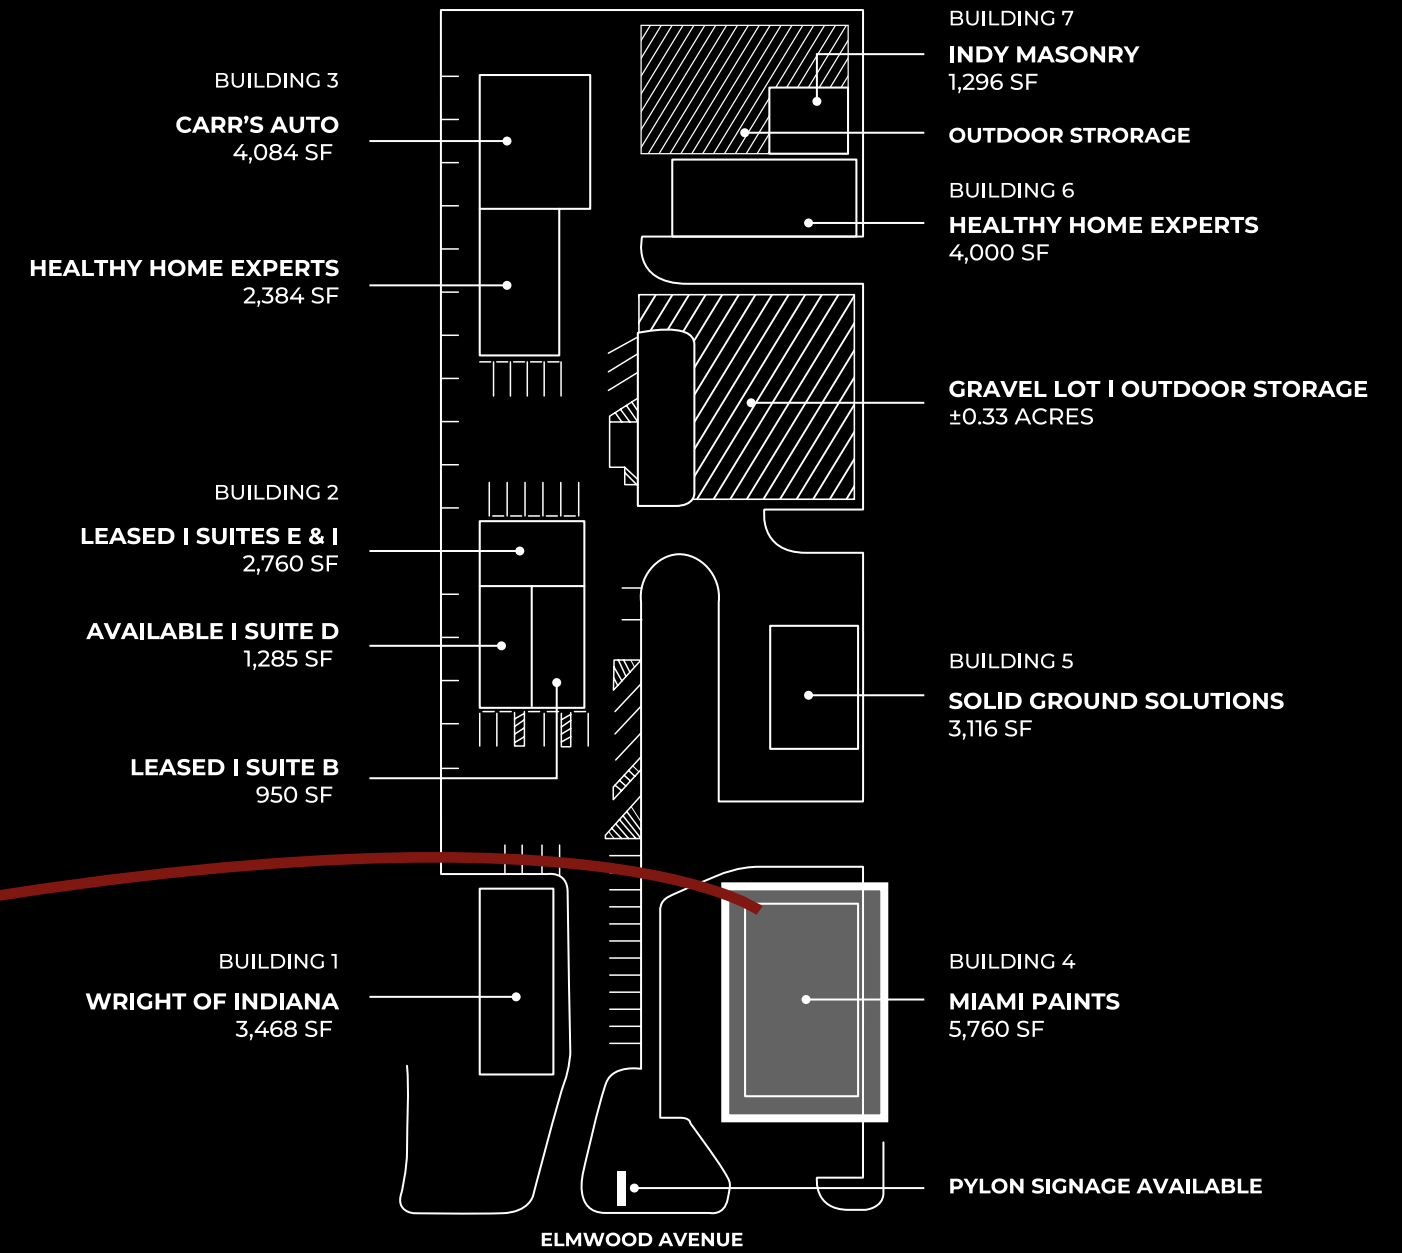 BUILDING 3
CARR'S AUTO
4,084 SF
HEALTHY HOME EXPERTS
2,384 SF
BUILDING 2
LEASED I SUITES E & I
2,760 SF
AVAILABLE I SUITE D
1,285 SF
LEASED I SUITE B
950 SF
BUILDING 1
WRIGHT OF INDIANA
3,468 SF
BUILDING 7
INDY MASONRY
1,296 SF
OUTDOOR STRORAGE
BUILDING 6
HEALTHY HOME EXPERTS
4,000 SF
GRAVEL LOT I OUTDOOR STORAGE
±0.33 ACRES
BUILDING 5
SOLID GROUND SOLUTIONS
3,116 SF
BUILDING 4
MIAMI PAINTS
5,760 SF
PYLON SIGNAGE AVAILABLE
ELMWOOD AVENUE